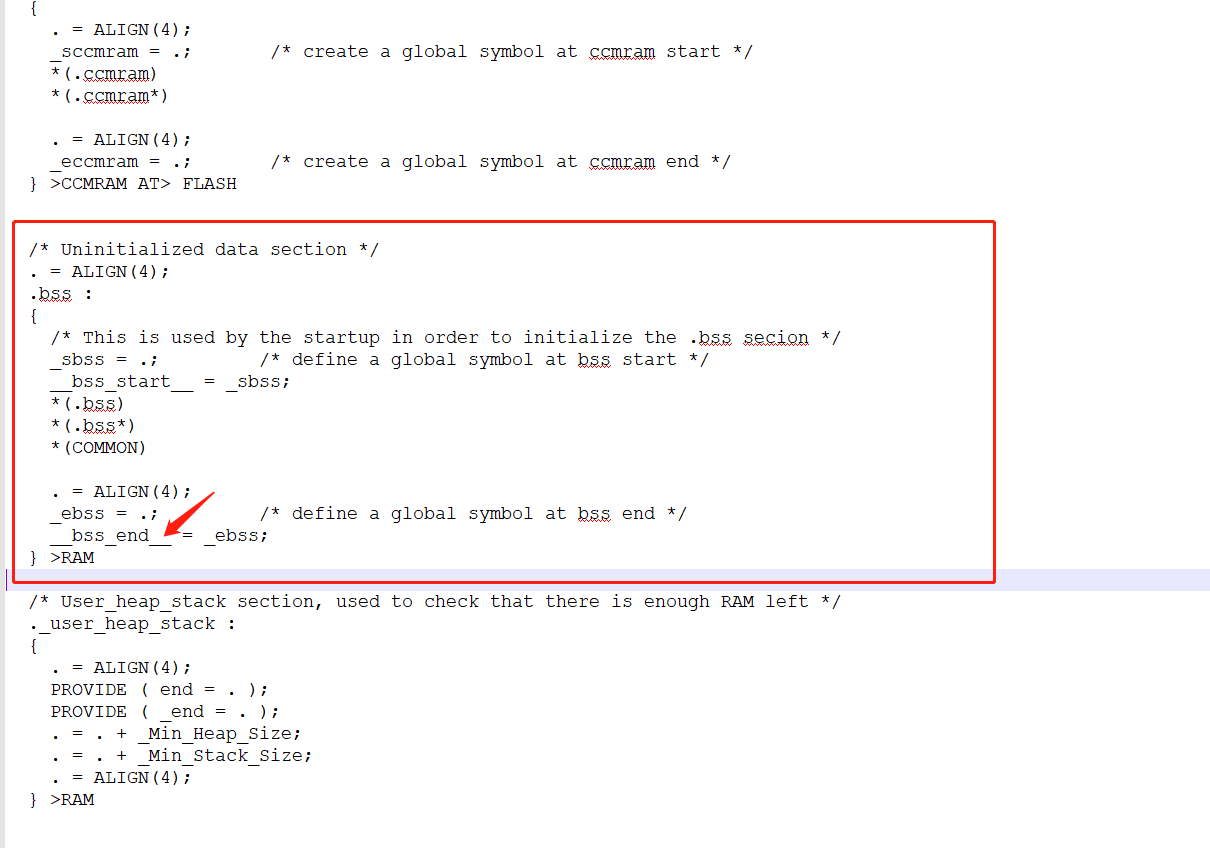 {
  . = ALIGN(4);
  _sccmram = .;       /* create a global symbol at ccmram start */
  *(.ccmram)
  *(.ccmram*)
  . = ALIGN(4);
  _eccmram = .;       /* create a global symbol at ccmram end */
} >CCMRAM AT> FLASH
/* Uninitialized data section */
. = ALIGN(4);
.bss :
{
  /* This is used by the startup in order to initialize the .bss secion */
  _sbss = .;         /* define a global symbol at bss start */
  __bss_start__ = _sbss;
  *(.bss)
  *(.bss*)
  *(COMMON)
  . = ALIGN(4);
  _ebss = .;         /* define a global symbol at bss end */
  __bss_end__ = _ebss;
} >RAM
/* User_heap_stack section, used to check that there is enough RAM left */
._user_heap_stack :
{
  . = ALIGN(4);
  PROVIDE ( end = . );
  PROVIDE ( _end = . );
  . = . + _Min_Heap_Size;
  . = . + _Min_Stack_Size;
  . = ALIGN(4);
} >RAM